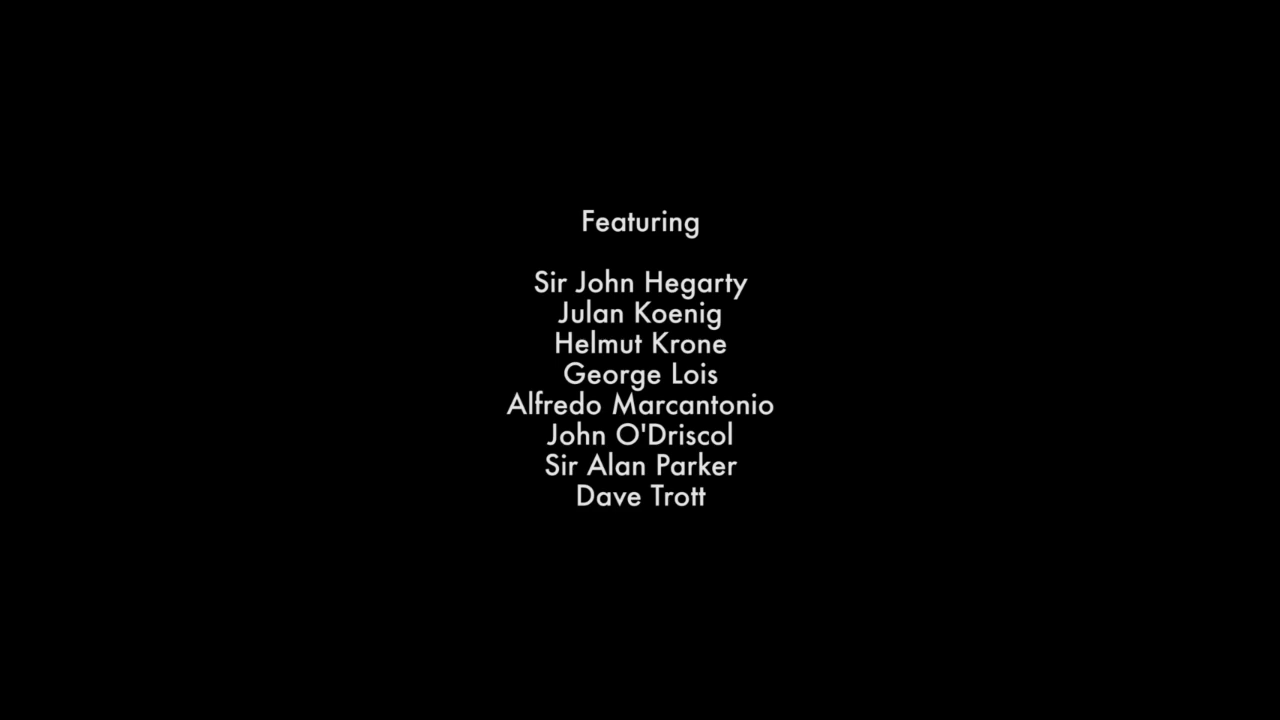 Featuring
Sir John Hegarty
Julan Koenig
Helmut Krone
George Lois
Alfredo Marcantonio
John O'Driscol
Sir Alan Parker
Dave Trott